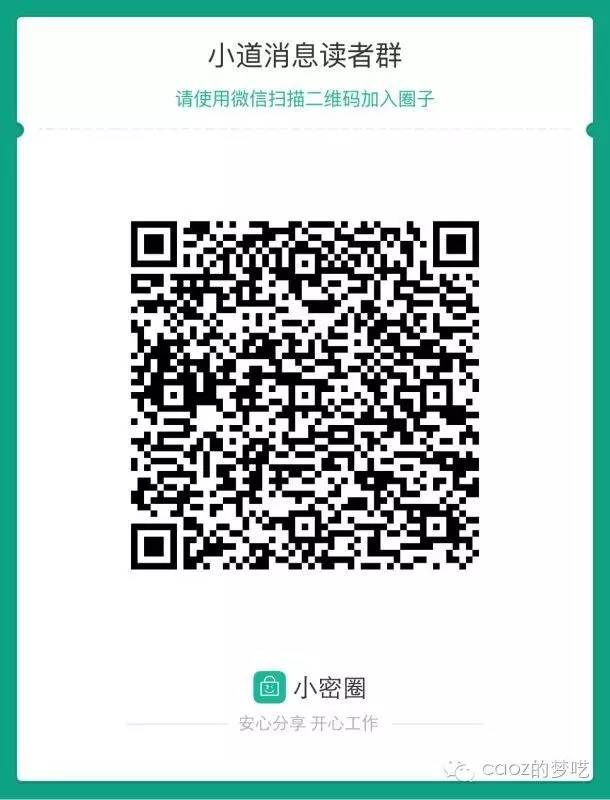 小道消息读者群
请使用微信扫描二维码加入圈子
小密圈
安心分享 开心工作
caoz的梦呓